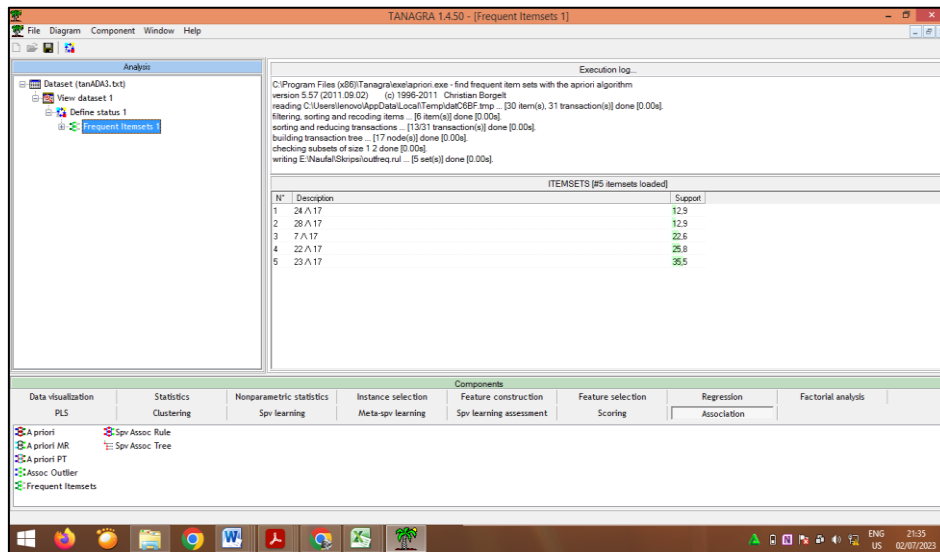 TANAGRA 1.4.50 - [Frequent Itemsets 1]
File Diagram Component Window Help
Analysis
Dataset (tanADA3.txt)
View dataset 1
Define status 1
Frequent Itemsets 1
Execution log...
C:\Program Files (x86)\Tanagra\exe\apriori.exe - find frequent item sets with the apriori algorithm
version 5.57 (2011.09.02) (c) 1996-2011 Christian Borgelt
reading C:\Users\lenovo\AppData\Local\Temp\datC6BF.tmp ... [30 item(s), 31 transaction(s)] done [0.00s].
filtering, sorting and recoding items ... [6 item(s)] done [0.00s].
sorting and reducing transactions ... [13/31 transaction(s)] done [0.00s].
building transaction tree ... [17 node(s)] done [0.00s].
checking subsets of size 1 2 done [0.00s].
writing E:\Naufal\Skripsi\outfreq.rul ... [5 set(s)] done [0.00s].
ITEMSETS [#5 itemsets loaded]
N° Description Support
1 24 /\ 17 12,9
2 28 /\ 17 12,9
3 7 /\ 17 22,6
4 22 /\ 17 25,8
5 23 /\ 17 35,5
Components
Data visualization Statistics Nonparametric statistics Instance selection Feature construction Feature selection Regression Factorial analysis
PLS Clustering Spv learning Meta-spv learning Spv learning assessment Scoring Association
A priori Spv Assoc Rule
A priori MR Spv Assoc Tree
A priori PT
Assoc Outlier
Frequent Itemsets
ENG 21:35
US 02/07/2023